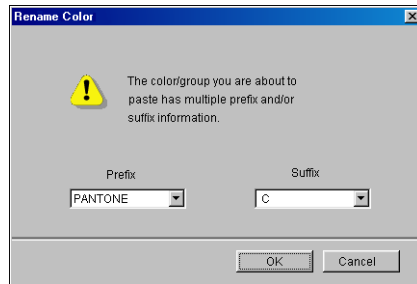 Rename Color
The color/group you are about to
paste has multiple prefix and/or
suffix information.
Prefix
Suffix
PANTONE
C
OK
Cancel